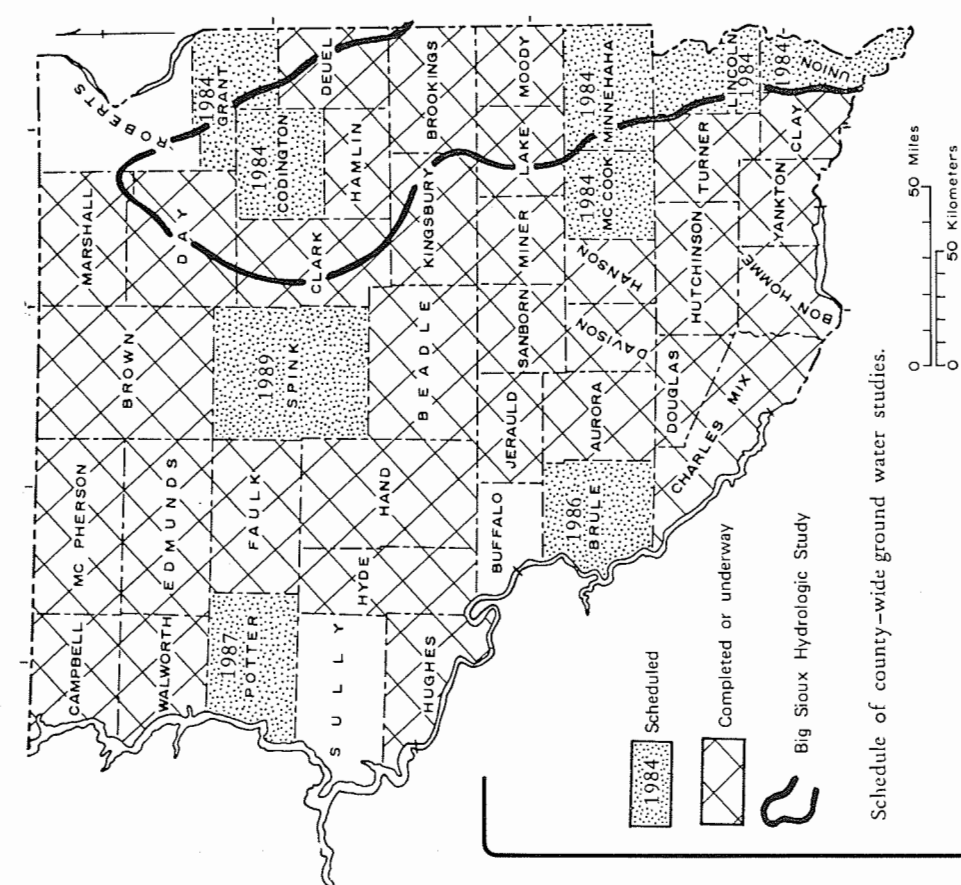 CAMPBELL
MC PHERSON
BROWN
MARSHALL
ROBERTS
WALWORTH
EDMUNDS
DAY
1984
GRANT
1987
POTTER
FAULK
1989
SPINK
CLARK
1984
CODINGTON
DEUEL
HAMLIN
SULLY
HYDE
HAND
BEADLE
KINGSBURY
BROOKINGS
HUGHES
BUFFALO
JERAULD
SANBORN
MINER
LAKE
MOODY
1986
BRULE
AURORA
DAVISON
HANSON
1984
MC COOK
1984
MINNEHAHA
CHARLES MIX
DOUGLAS
HUTCHINSON
TURNER
LINCOLN
1984
BON HOMME
YANKTON
CLAY
1984
UNION
1984
Scheduled
Completed or underway
Big Sioux Hydrologic Study
0 50 Miles
0 50 Kilometers
Schedule of county-wide ground water studies.